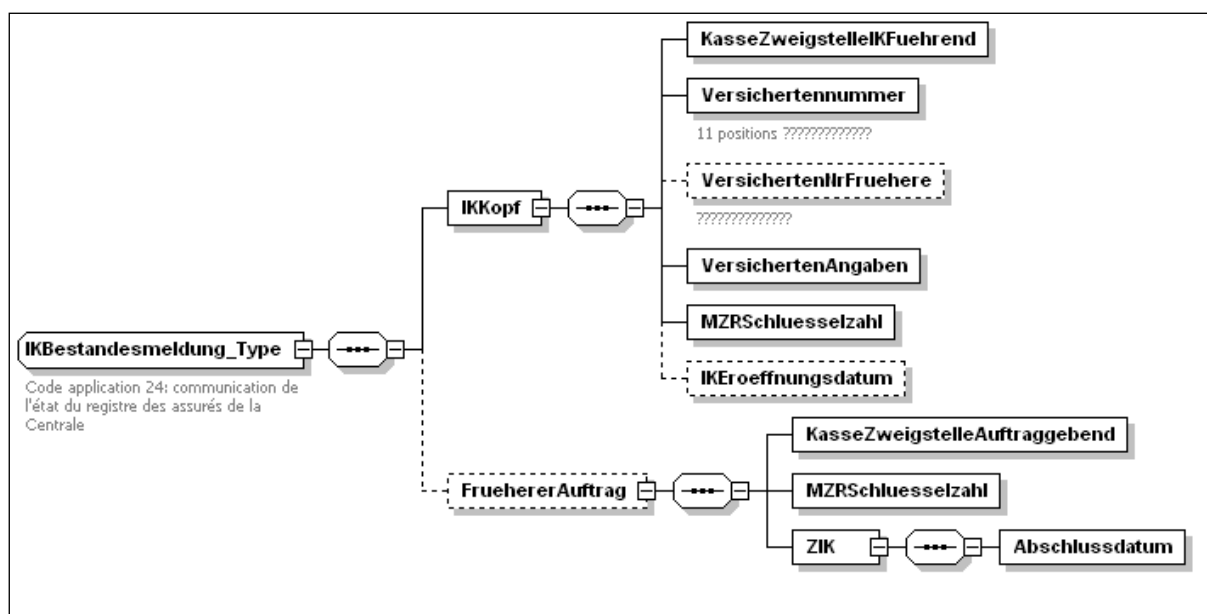 KasseZweigstelleIKFuehrend
Versichertennummer
11 positions ?????????????
VersichertenNrFruehere
??????????????
IKKopf
VersichertenAngaben
MZRSchluesselzahl
IKEroeffnungsdatum
IKBestandesmeldung_Type
Code application 24: communication de
l'état du registre des assurés de la
Centrale
KasseZweigstelleAuftraggebend
FruehererAuftrag
MZRSchluesselzahl
ZIK
Abschlussdatum